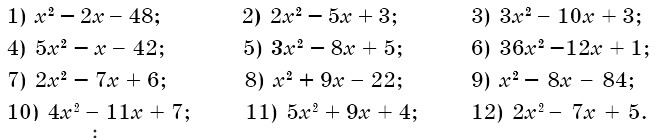 1) x² − 2x − 48; 2) 2x² − 5x + 3; 3) 3x² − 10x + 3;
4) 5x² − x − 42; 5) 3x² − 8x + 5; 6) 36x² −12x + 1;
7) 2x² − 7x + 6; 8) x² + 9x − 22; 9) x² − 8x − 84;
10) 4x² − 11x + 7; 11) 5x² + 9x + 4; 12) 2x² − 7x + 5.